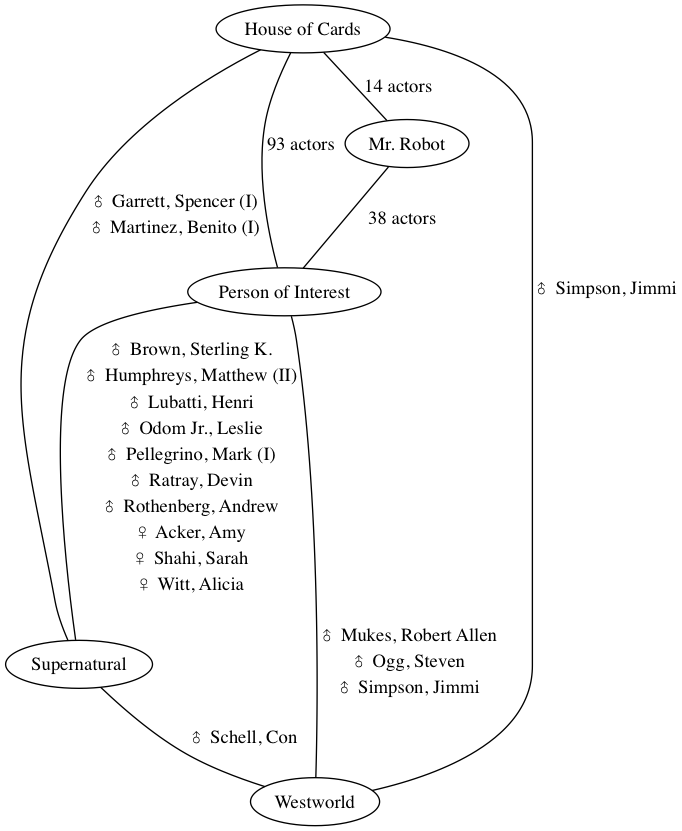 House of Cards
14 actors
93 actors
Mr. Robot
♂ Garrett, Spencer (I)
♂ Martinez, Benito (I)
38 actors
Person of Interest
♂ Simpson, Jimmi
♂ Brown, Sterling K.
♂ Humphreys, Matthew (II)
♂ Lubatti, Henri
♂ Odom Jr., Leslie
♂ Pellegrino, Mark (I)
♂ Ratray, Devin
♂ Rothenberg, Andrew
♀ Acker, Amy
♀ Shahi, Sarah
♀ Witt, Alicia
♂ Mukes, Robert Allen
♂ Ogg, Steven
♂ Simpson, Jimmi
Supernatural
♂ Schell, Con
Westworld